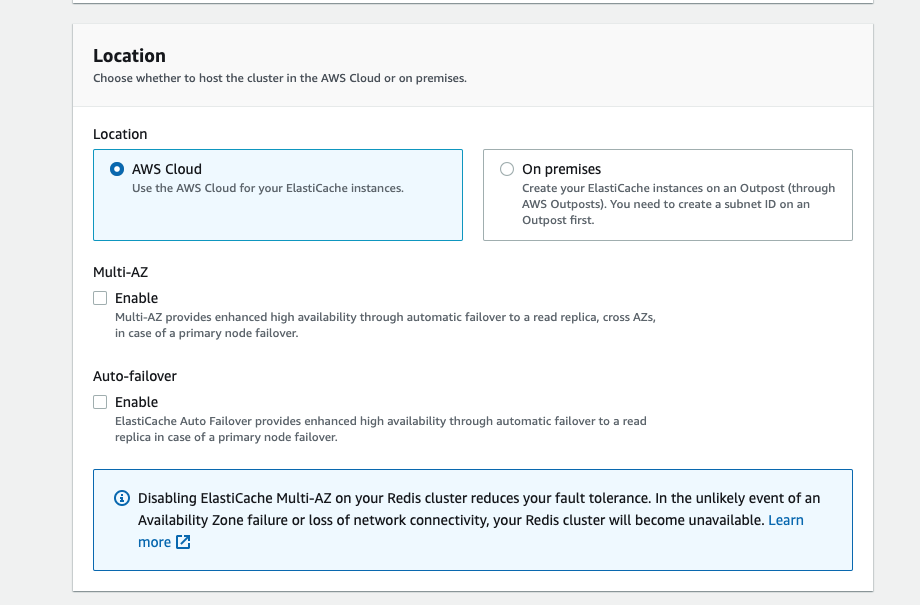 Location
Choose whether to host the cluster in the AWS Cloud or on premises.
Location
AWS Cloud
Use the AWS Cloud for your ElastiCache instances.
On premises
Create your ElastiCache instances on an Outpost (through
AWS Outposts). You need to create a subnet ID on an
Outpost first.
Multi-AZ
Enable
Multi-AZ provides enhanced high availability through automatic failover to a read replica, cross AZs,
in case of a primary node failover.
Auto-failover
Enable
ElastiCache Auto Failover provides enhanced high availability through automatic failover to a read
replica in case of a primary node failover.
Disabling ElastiCache Multi-AZ on your Redis cluster reduces your fault tolerance. In the unlikely event of an
Availability Zone failure or loss of network connectivity, your Redis cluster will become unavailable. Learn
more